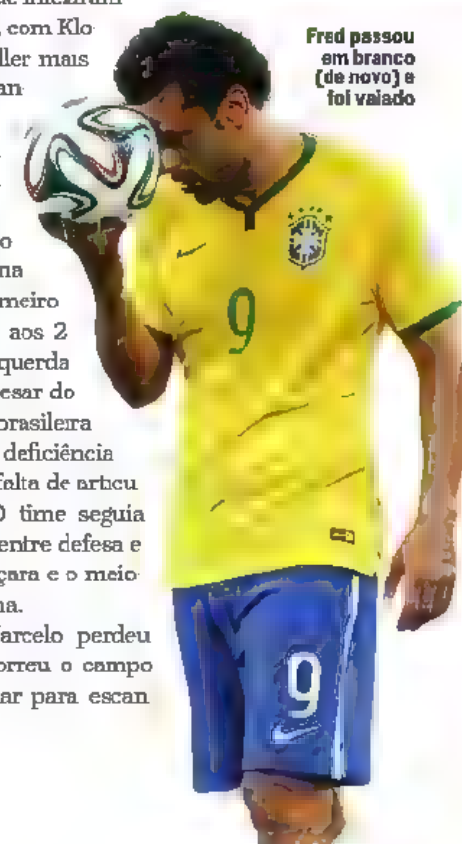 , com Klo-
ller mais
an-
o
na
meiro
aos 2
querda
esar do
brasileira
deficiência
falta de articu
O time seguia
entre defesa e
çara e o meio-
na.
arcelo perdeu
orreu o campo
ar para escan
Fred passou
em branco
(de novo) e
foi vaiado
9
9